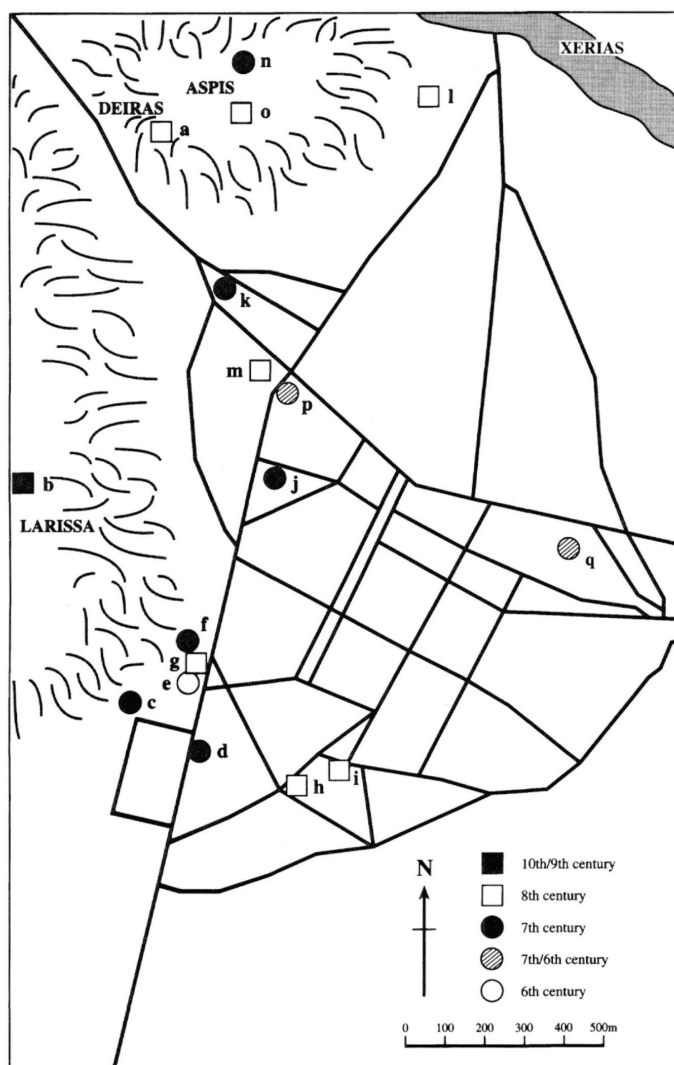 XERIAS
n
ASPIS
l
DEIRAS
o
a
k
m
p
j
b
LARISSA
q
f
g
e
c
d
i
h
N
10th/9th century
8th century
7th century
7th/6th century
6th century
0 100 200 300 400 500m